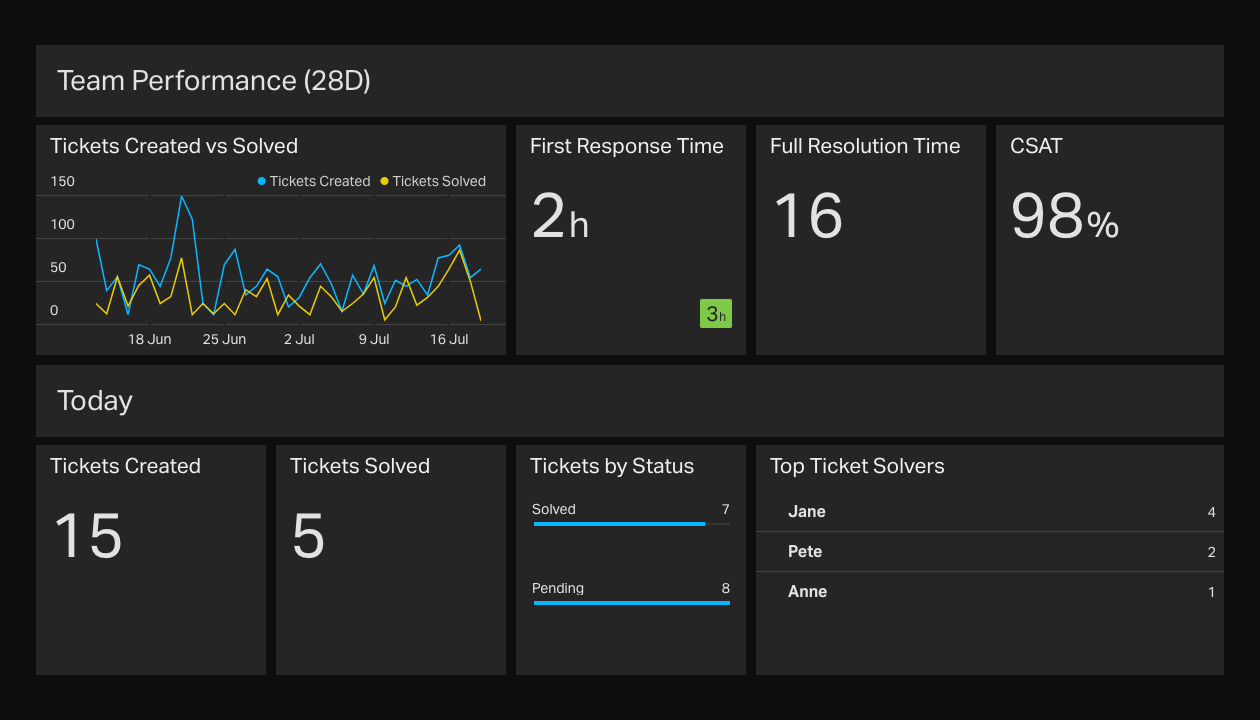 Team Performance (28D)
Tickets Created vs Solved
150
Tickets Created
Tickets Solved
100
50
0
18 Jun
25 Jun
2 Jul
9 Jul
16 Jul
First Response Time
2h
3h
Full Resolution Time
16
CSAT
98%
Today
Tickets Created
15
Tickets Solved
5
Tickets by Status
Solved 7
Pending 8
Top Ticket Solvers
Jane 4
Pete 2
Anne 1